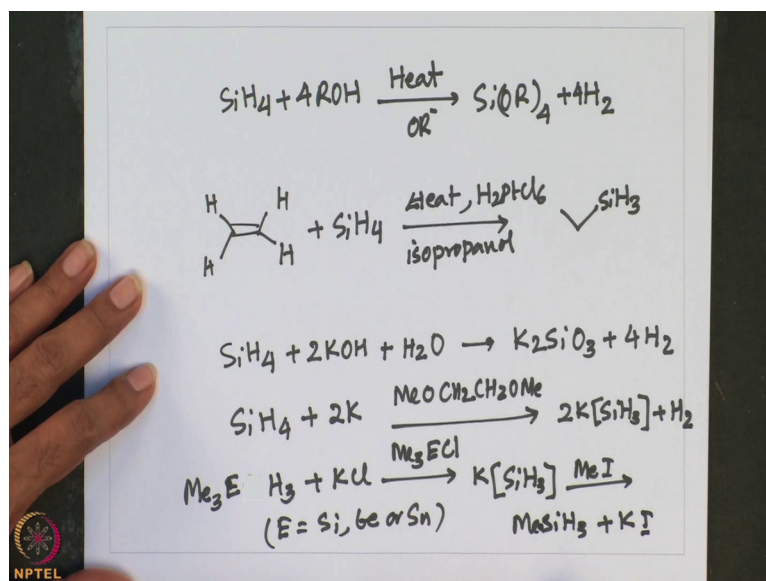 SiH4 + 4ROH Heat OR⁻ → Si(OR)4 + 4H2
H H H H + SiH4 Heat, H2PtCl6 isopropanol → SiH3
SiH4 + 2KOH + H2O → K2SiO3 + 4H2
SiH4 + 2K MeOCH2CH2OMe → 2K[SiH3] + H2
Me3E H3 + KCl Me3ECl → K[SiH3] MeI →
(E = Si, Ge or Sn) MeSiH3 + KI
NPTEL